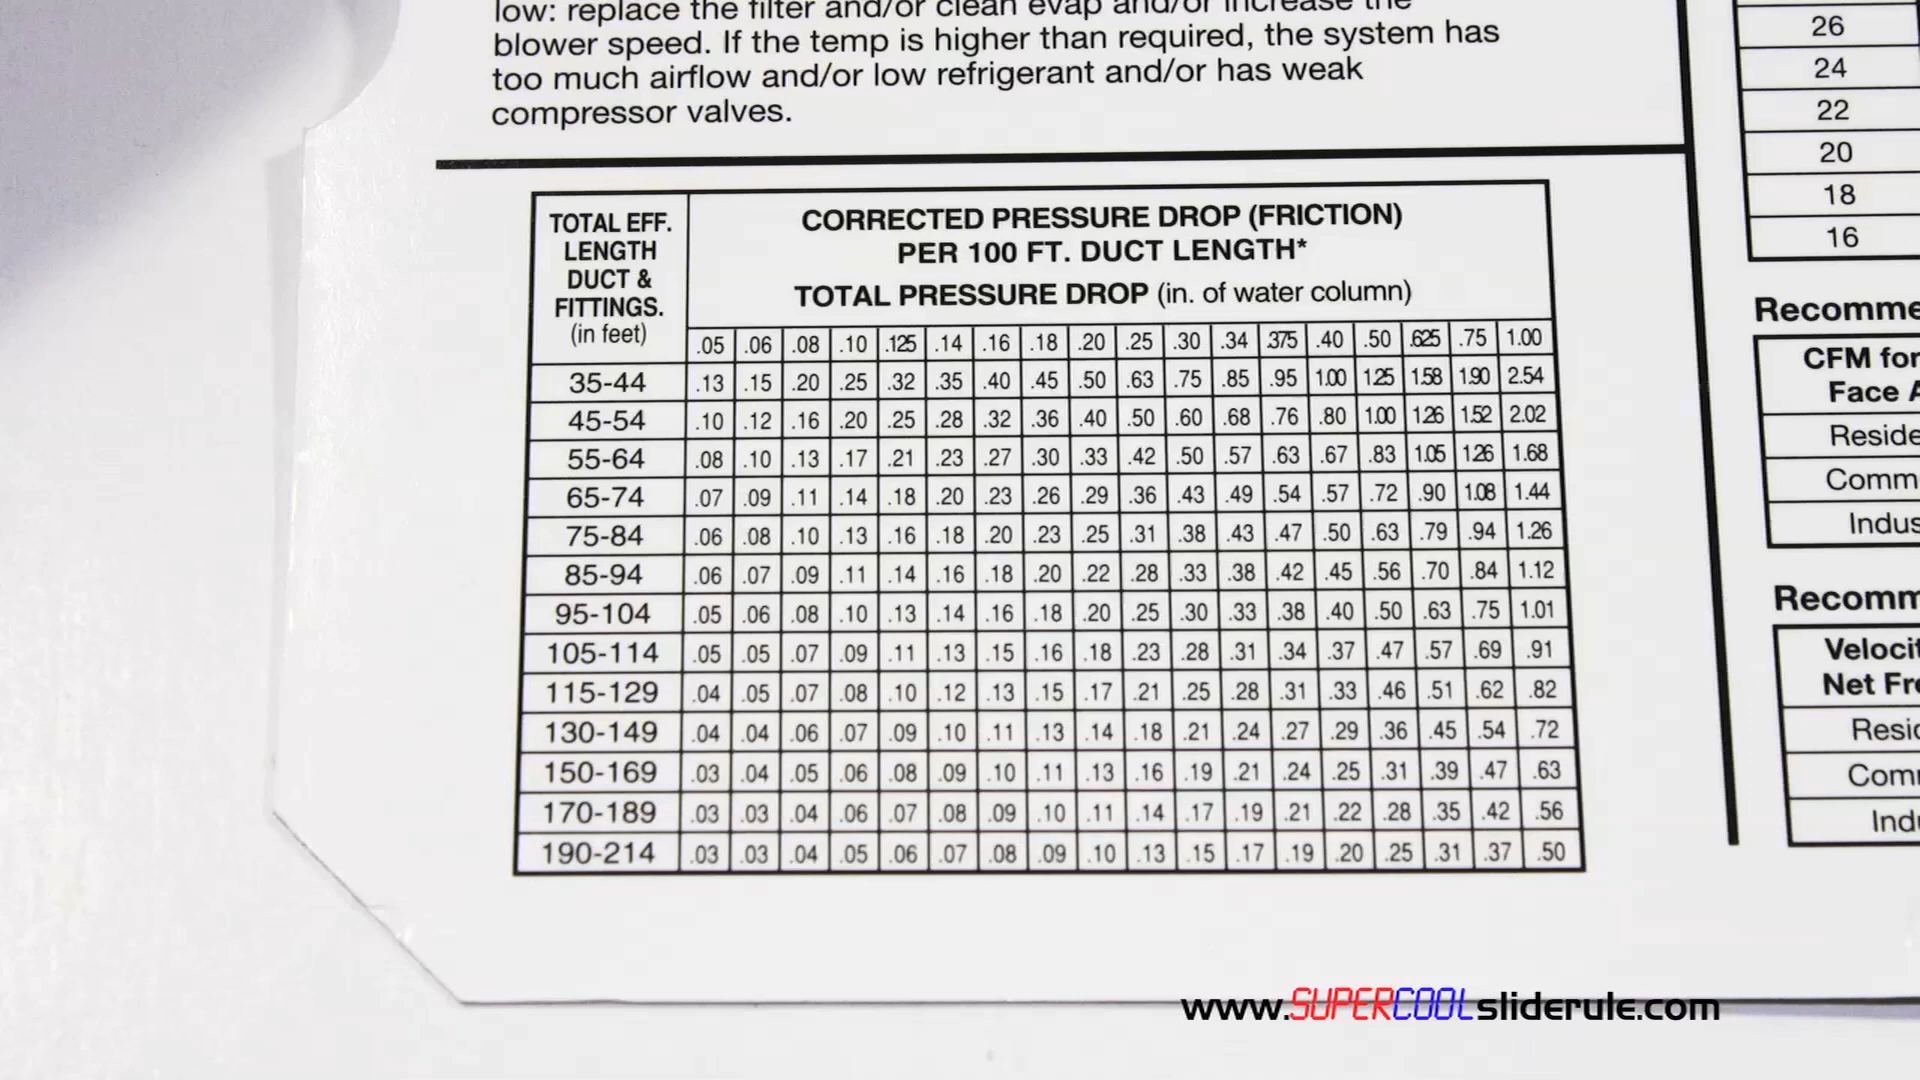 low: replace the filter and/or clean evap and/or increase the
blower speed. If the temp is higher than required, the system has
too much airflow and/or low refrigerant and/or has weak
compressor valves.
TOTAL EFF.
LENGTH
DUCT &
FITTINGS.
(in feet)
CORRECTED PRESSURE DROP (FRICTION)
PER 100 FT. DUCT LENGTH*
TOTAL PRESSURE DROP (in. of water column)
.05 .06 .08 .10 .125 .14 .16 .18 .20 .25 .30 .34 .375 .40 .50 .625 .75 1.00
35-44 .13 .15 .20 .25 .32 .35 .40 .45 .50 .63 .75 .85 .95 1.00 1.25 1.58 1.90 2.54
45-54 .10 .12 .16 .20 .25 .28 .32 .36 .40 .50 .60 .68 .76 .80 1.00 1.26 1.52 2.02
55-64 .08 .10 .13 .17 .21 .23 .27 .30 .33 .42 .50 .57 .63 .67 .83 1.05 1.26 1.68
65-74 .07 .09 .11 .14 .18 .20 .23 .26 .29 .36 .43 .49 .54 .57 .72 .90 1.08 1.44
75-84 .06 .08 .10 .13 .16 .18 .20 .23 .25 .31 .38 .43 .47 .50 .63 .79 .94 1.26
85-94 .06 .07 .09 .11 .14 .16 .18 .20 .22 .28 .33 .38 .42 .45 .56 .70 .84 1.12
95-104 .05 .06 .08 .10 .13 .14 .16 .18 .20 .25 .30 .33 .38 .40 .50 .63 .75 1.01
105-114 .05 .05 .07 .09 .11 .13 .15 .16 .18 .23 .28 .31 .34 .37 .47 .57 .69 .91
115-129 .04 .05 .07 .08 .10 .12 .13 .15 .17 .21 .25 .28 .31 .33 .46 .51 .62 .82
130-149 .04 .04 .06 .07 .09 .10 .11 .13 .14 .18 .21 .24 .27 .29 .36 .45 .54 .72
150-169 .03 .04 .05 .06 .08 .09 .10 .11 .13 .16 .19 .21 .24 .25 .31 .39 .47 .63
170-189 .03 .03 .04 .06 .07 .08 .09 .10 .11 .14 .17 .19 .21 .22 .28 .35 .42 .56
190-214 .03 .03 .04 .05 .06 .07 .08 .09 .10 .13 .15 .17 .19 .20 .25 .31 .37 .50
26
24
22
20
18
16
Recomme
CFM for
Face A
Reside
Comm
Indus
Recomm
Velocit
Net Fre
Resid
Comm
Indu
www.SUPERCOOLsliderule.com